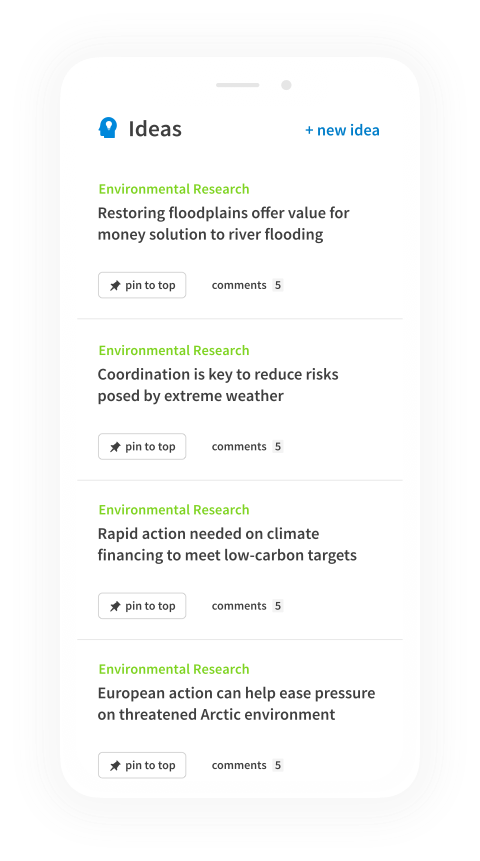 Ideas
+ new idea
Environmental Research
Restoring floodplains offer value for
money solution to river flooding
pin to top
comments 5
Environmental Research
Coordination is key to reduce risks
posed by extreme weather
pin to top
comments 5
Environmental Research
Rapid action needed on climate
financing to meet low-carbon targets
pin to top
comments 5
Environmental Research
European action can help ease pressure
on threatened Arctic environment
pin to top
comments 5